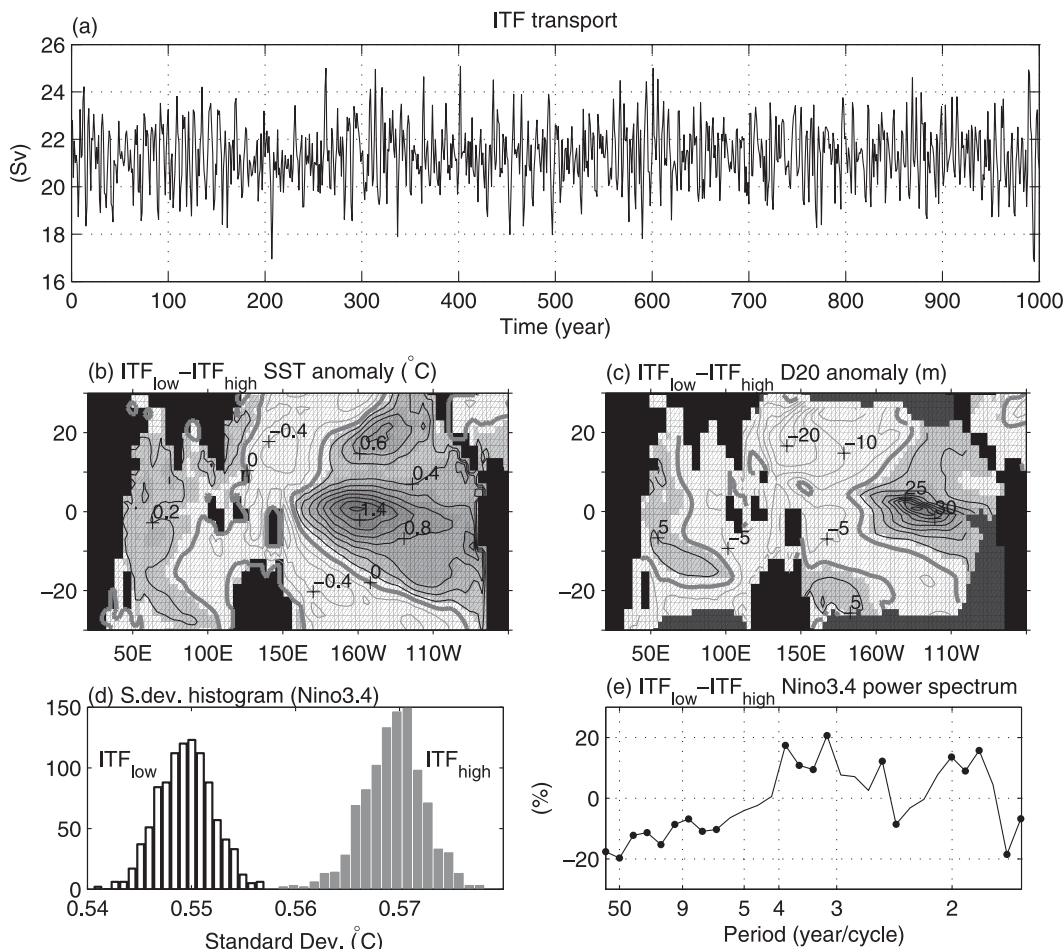 ITF transport
(a)
26
24
22
20
18
16
(Sv)
0 100 200 300 400 500 600 700 800 900 1000
Time (year)
(b) ITFlow−ITFhigh SST anomaly (°C)
20
0
−20
−0.4
0.6
0
0.4
0.2
1.4
0.8
−0.4
0
50E 100E 150E 160W 110W
(c) ITFlow−ITFhigh D20 anomaly (m)
20
0
−20
−20
−10
25
30
5
−5
−5
5
50E 100E 150E 160W 110W
(d) S.dev. histogram (Nino3.4)
150
100
50
0
ITFlow
ITFhigh
0.54 0.55 0.56 0.57
Standard Dev. (°C)
(e) ITFlow−ITFhigh Nino3.4 power spectrum
20
0
−20
(%)
50 9 5 4 3 2
Period (year/cycle)